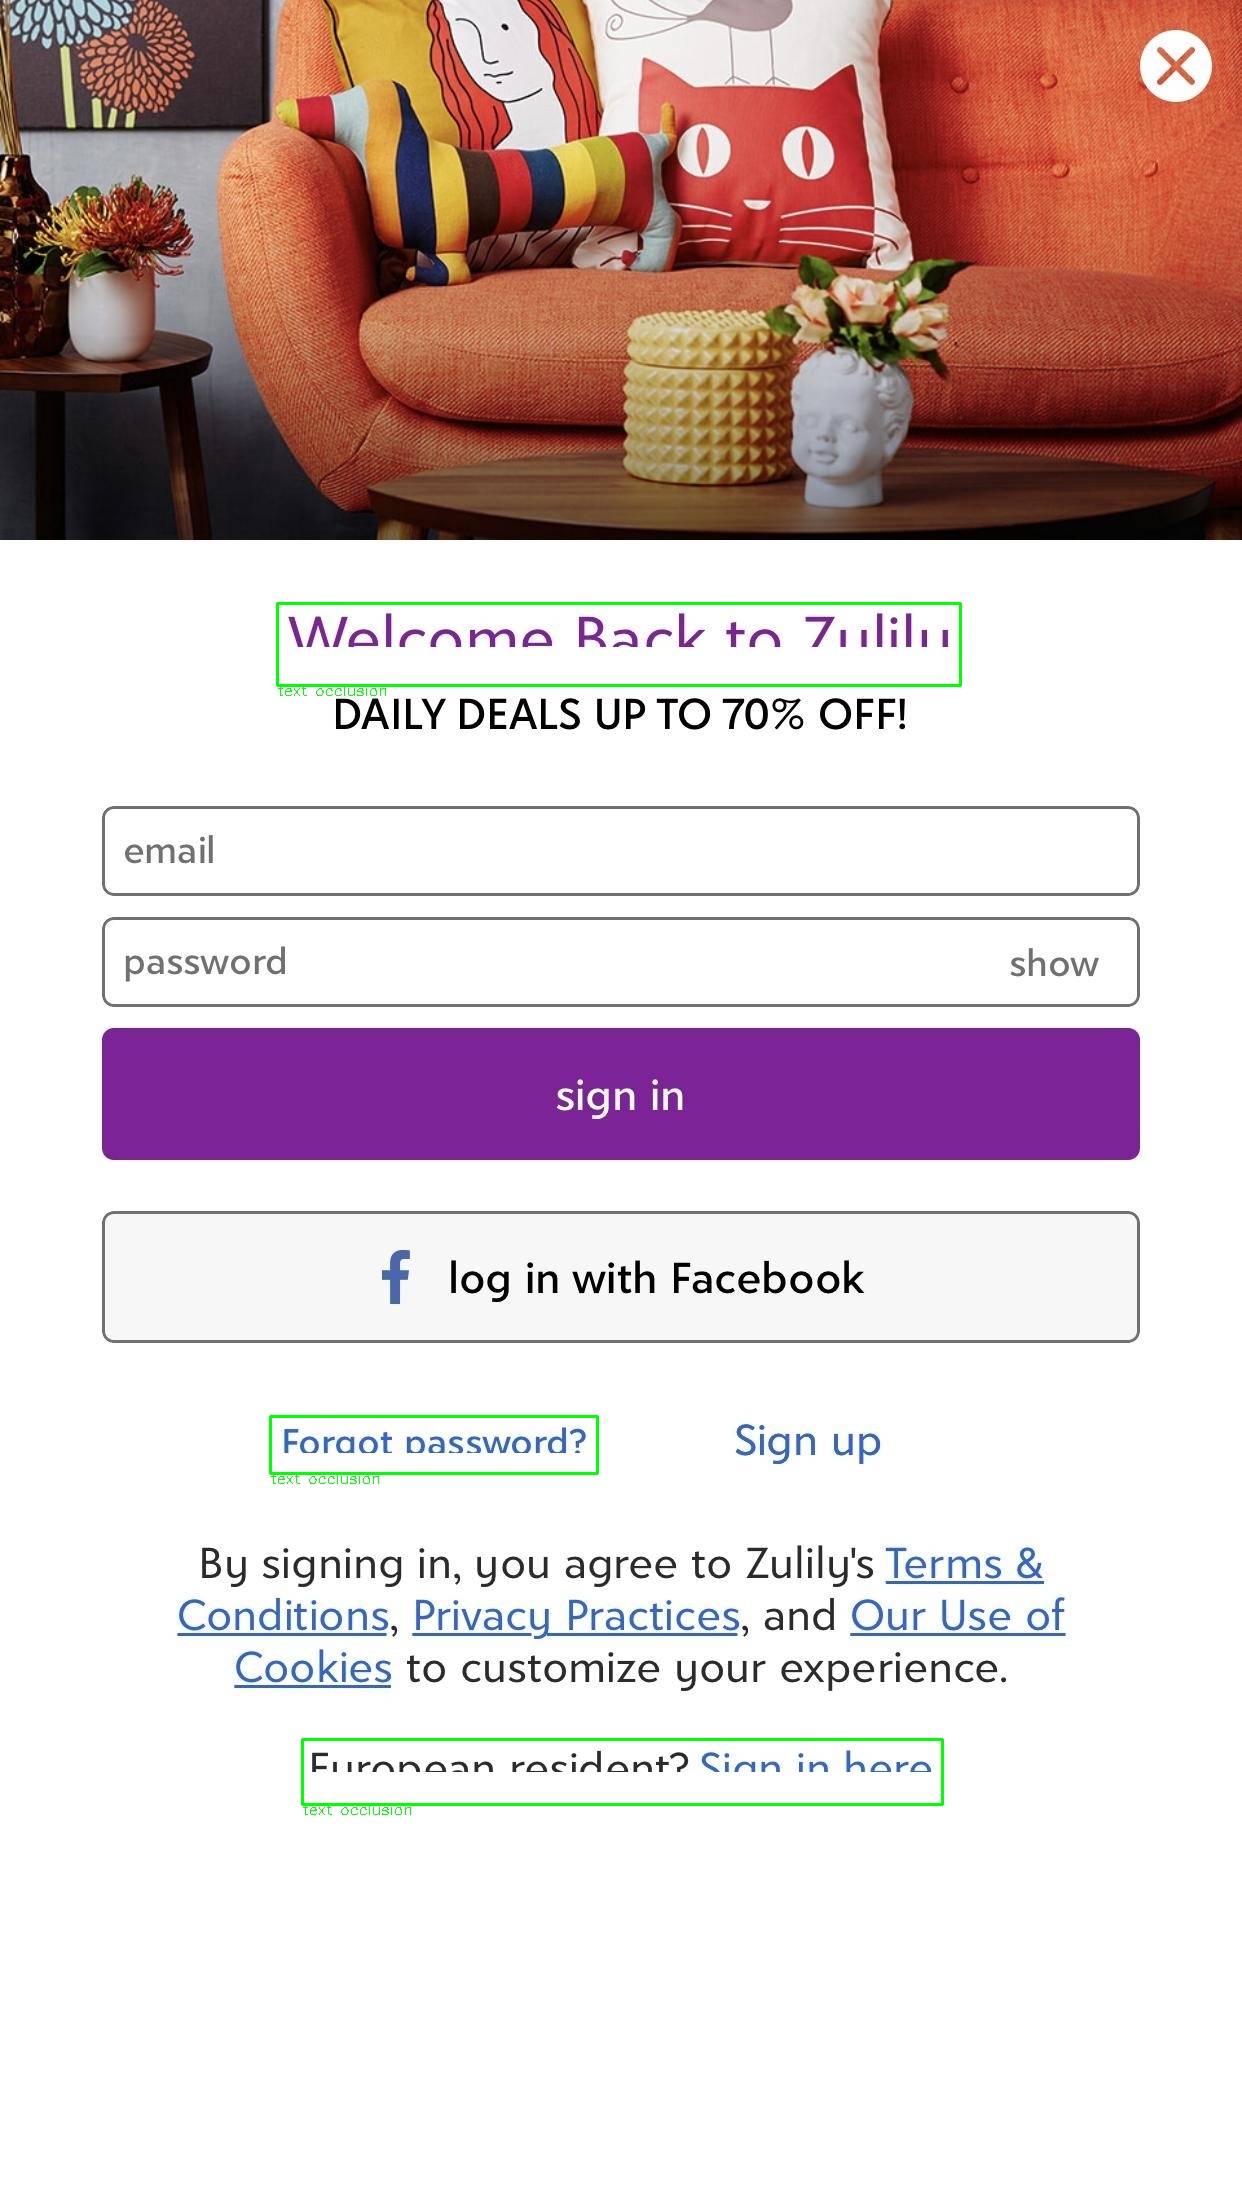 Welcome Back to Zulily
text occlusion
DAILY DEALS UP TO 70% OFF!
email
password show
sign in
f log in with Facebook
Forgot password? Sign up
text occlusion
By signing in, you agree to Zulily's Terms &
Conditions, Privacy Practices, and Our Use of
Cookies to customize your experience.
European resident? Sign in here
text occlusion